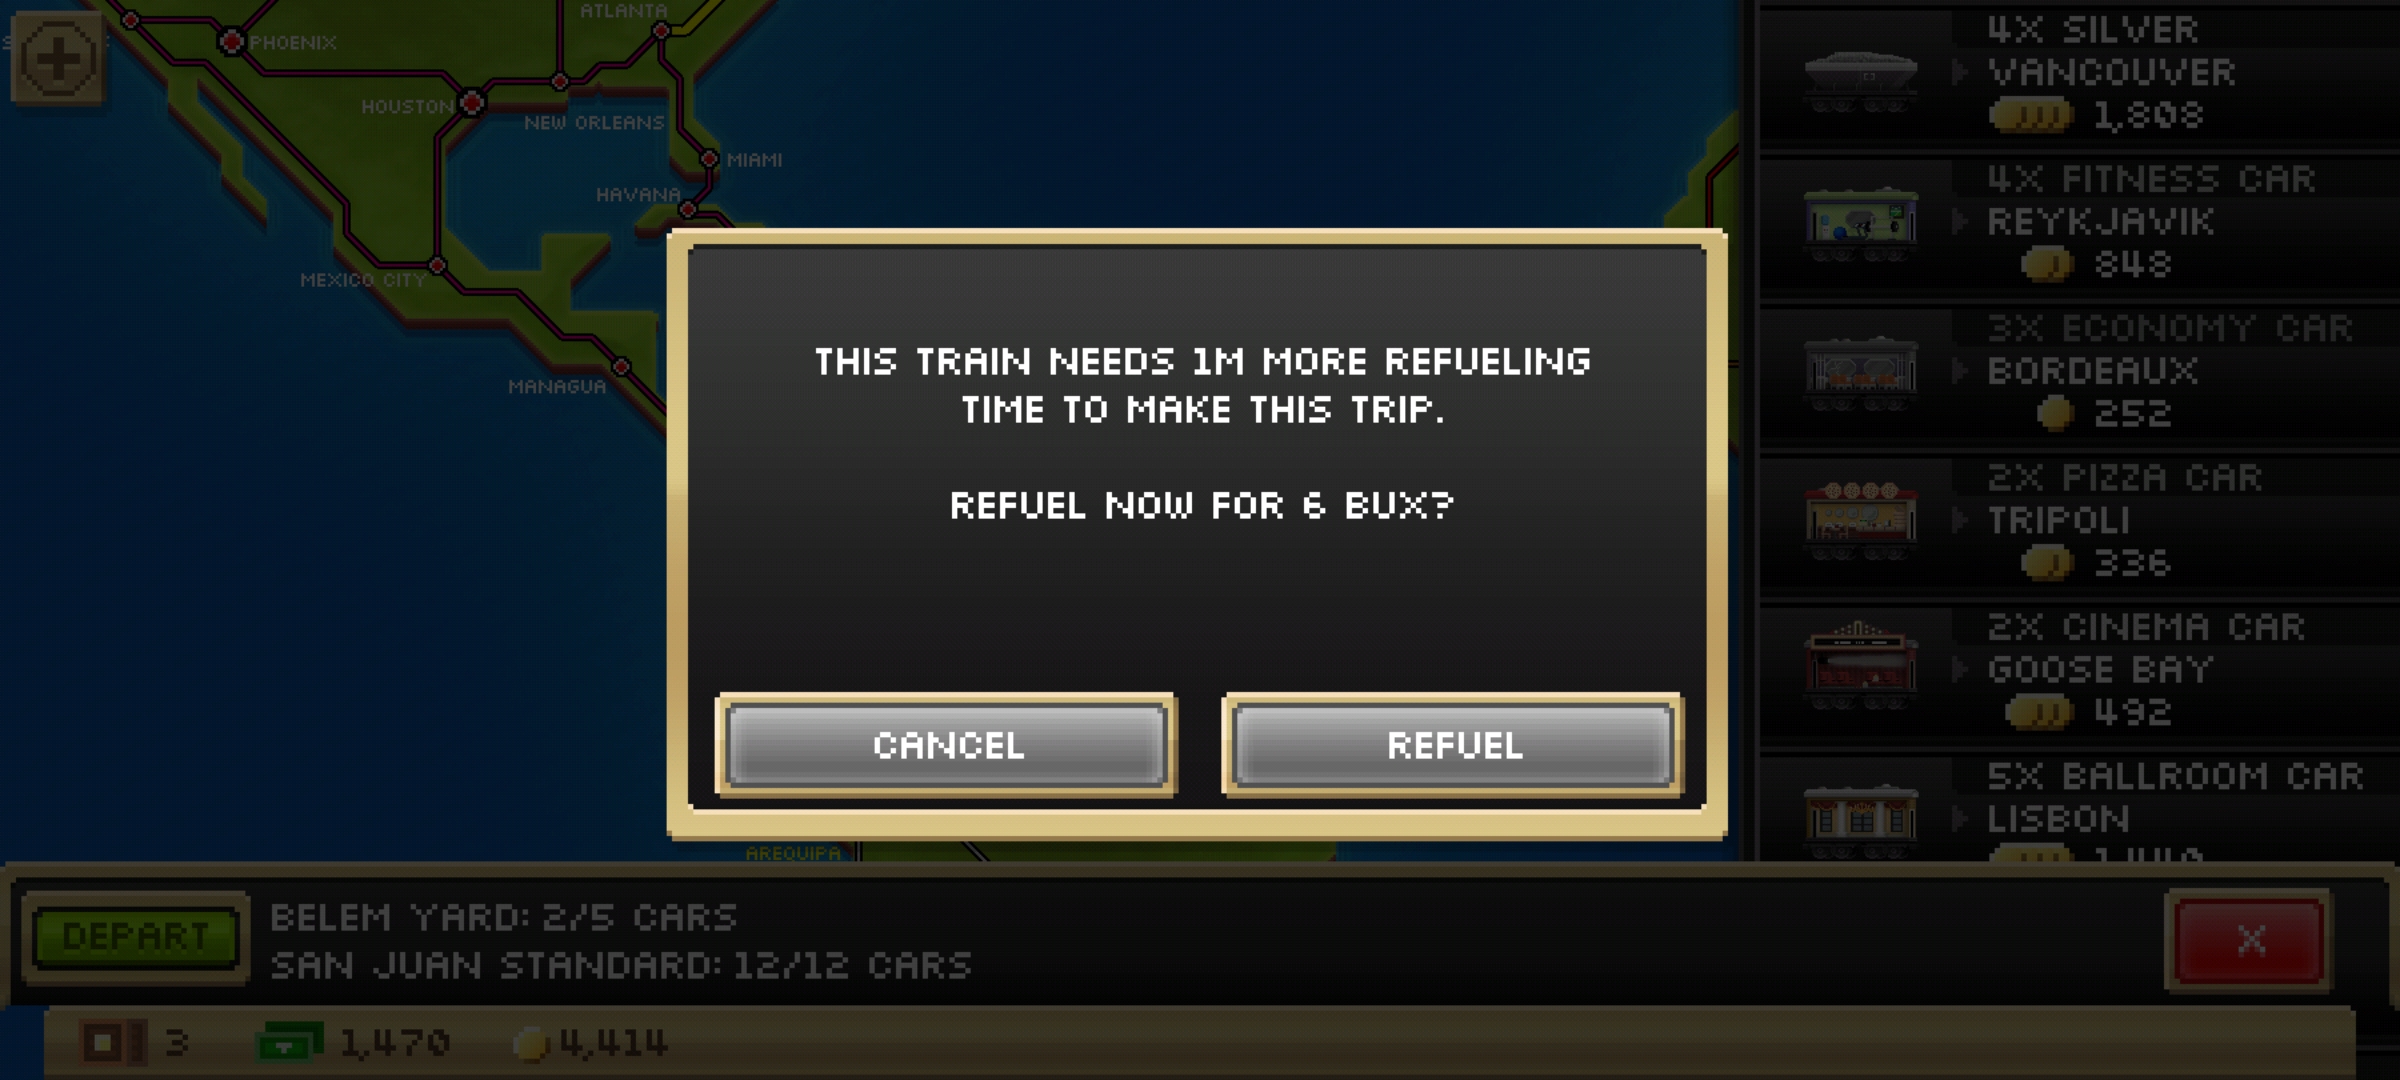 ATLANTA
PHOENIX
HOUSTON
NEW ORLEANS
MIAMI
HAVANA
MEXICO CITY
MANAGUA
AREQUIPA
4X SILVER
VANCOUVER
1,808
4X FITNESS CAR
REYKJAVIK
848
3X ECONOMY CAR
BORDEAUX
252
2X PIZZA CAR
TRIPOLI
336
2X CINEMA CAR
GOOSE BAY
492
5X BALLROOM CAR
LISBON
THIS TRAIN NEEDS 1M MORE REFUELING
TIME TO MAKE THIS TRIP.
REFUEL NOW FOR 6 BUX?
CANCEL
REFUEL
DEPART
BELEM YARD: 2/5 CARS
SAN JUAN STANDARD: 12/12 CARS
X
3
1,470
4,414